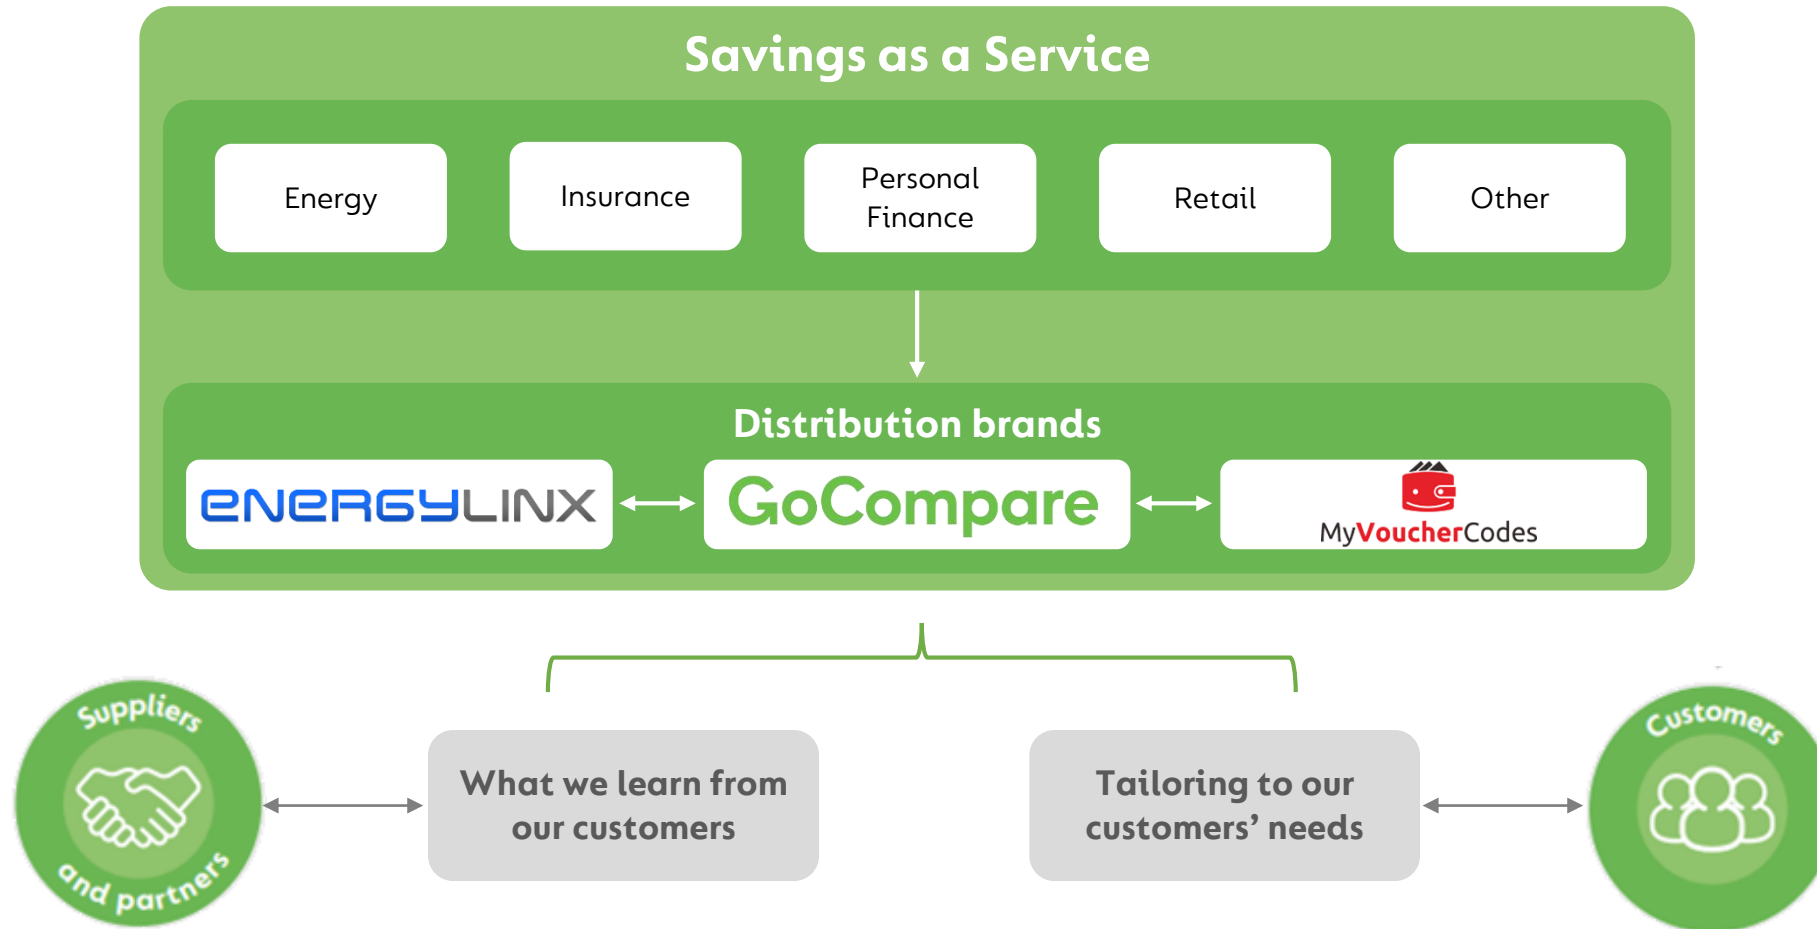 Savings as a Service
Energy
Insurance
Personal
Finance
Retail
Other
Distribution brands
ENERGYLINX
GoCompare
MyVoucherCodes
Suppliers
and partners
What we learn from
our customers
Tailoring to our
customers’ needs
Customers